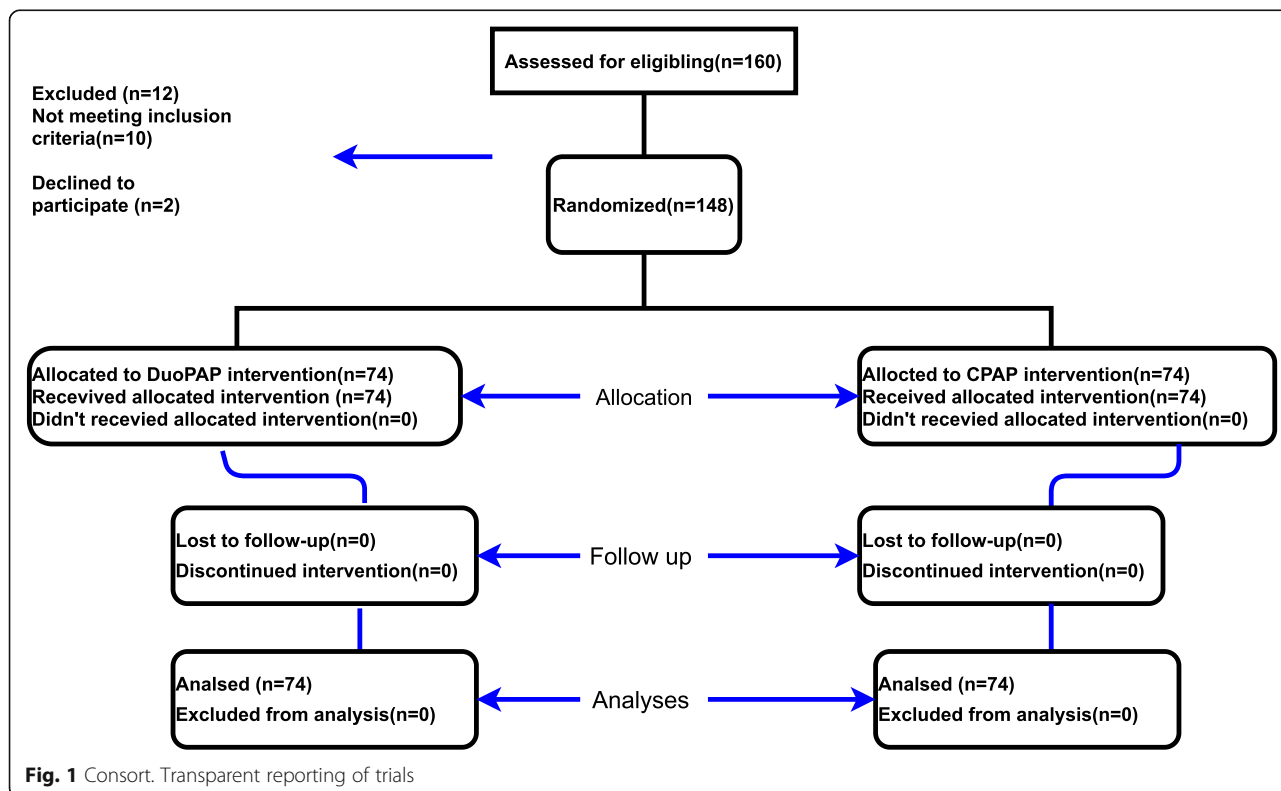 Assessed for eligibling(n=160)
Excluded (n=12)
Not meeting inclusion
criteria(n=10)
Declined to
participate (n=2)
Randomized(n=148)
Allocated to DuoPAP intervention(n=74)
Recevived allocated intervention (n=74)
Didn't recevied allocated intervention(n=0)
Allocation
Allocted to CPAP intervention(n=74)
Received allocated intervention(n=74)
Didn't recevied allocated intervention(n=0)
Lost to follow-up(n=0)
Discontinued intervention(n=0)
Follow up
Lost to follow-up(n=0)
Discontinued intervention(n=0)
Analsed (n=74)
Excluded from analysis(n=0)
Analyses
Analsed (n=74)
Excluded from analysis(n=0)
Fig. 1 Consort. Transparent reporting of trials